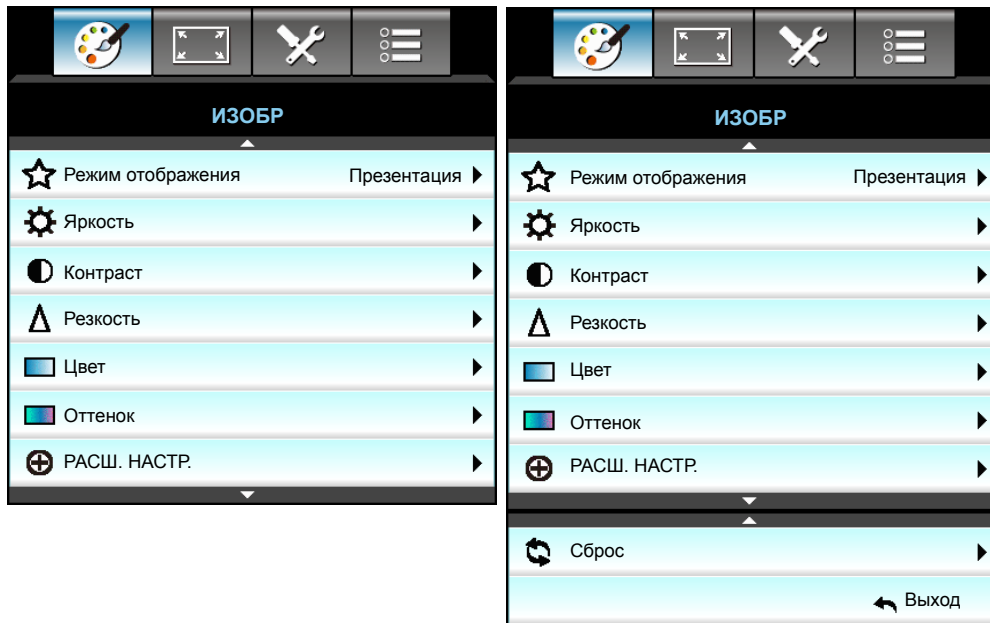 ИЗОБР
Режим отображения Презентация
Яркость
Контраст
Резкость
Цвет
Оттенок
РАСШ. НАСТР.
ИЗОБР
Режим отображения Презентация
Яркость
Контраст
Резкость
Цвет
Оттенок
РАСШ. НАСТР.
Сброс
Выход